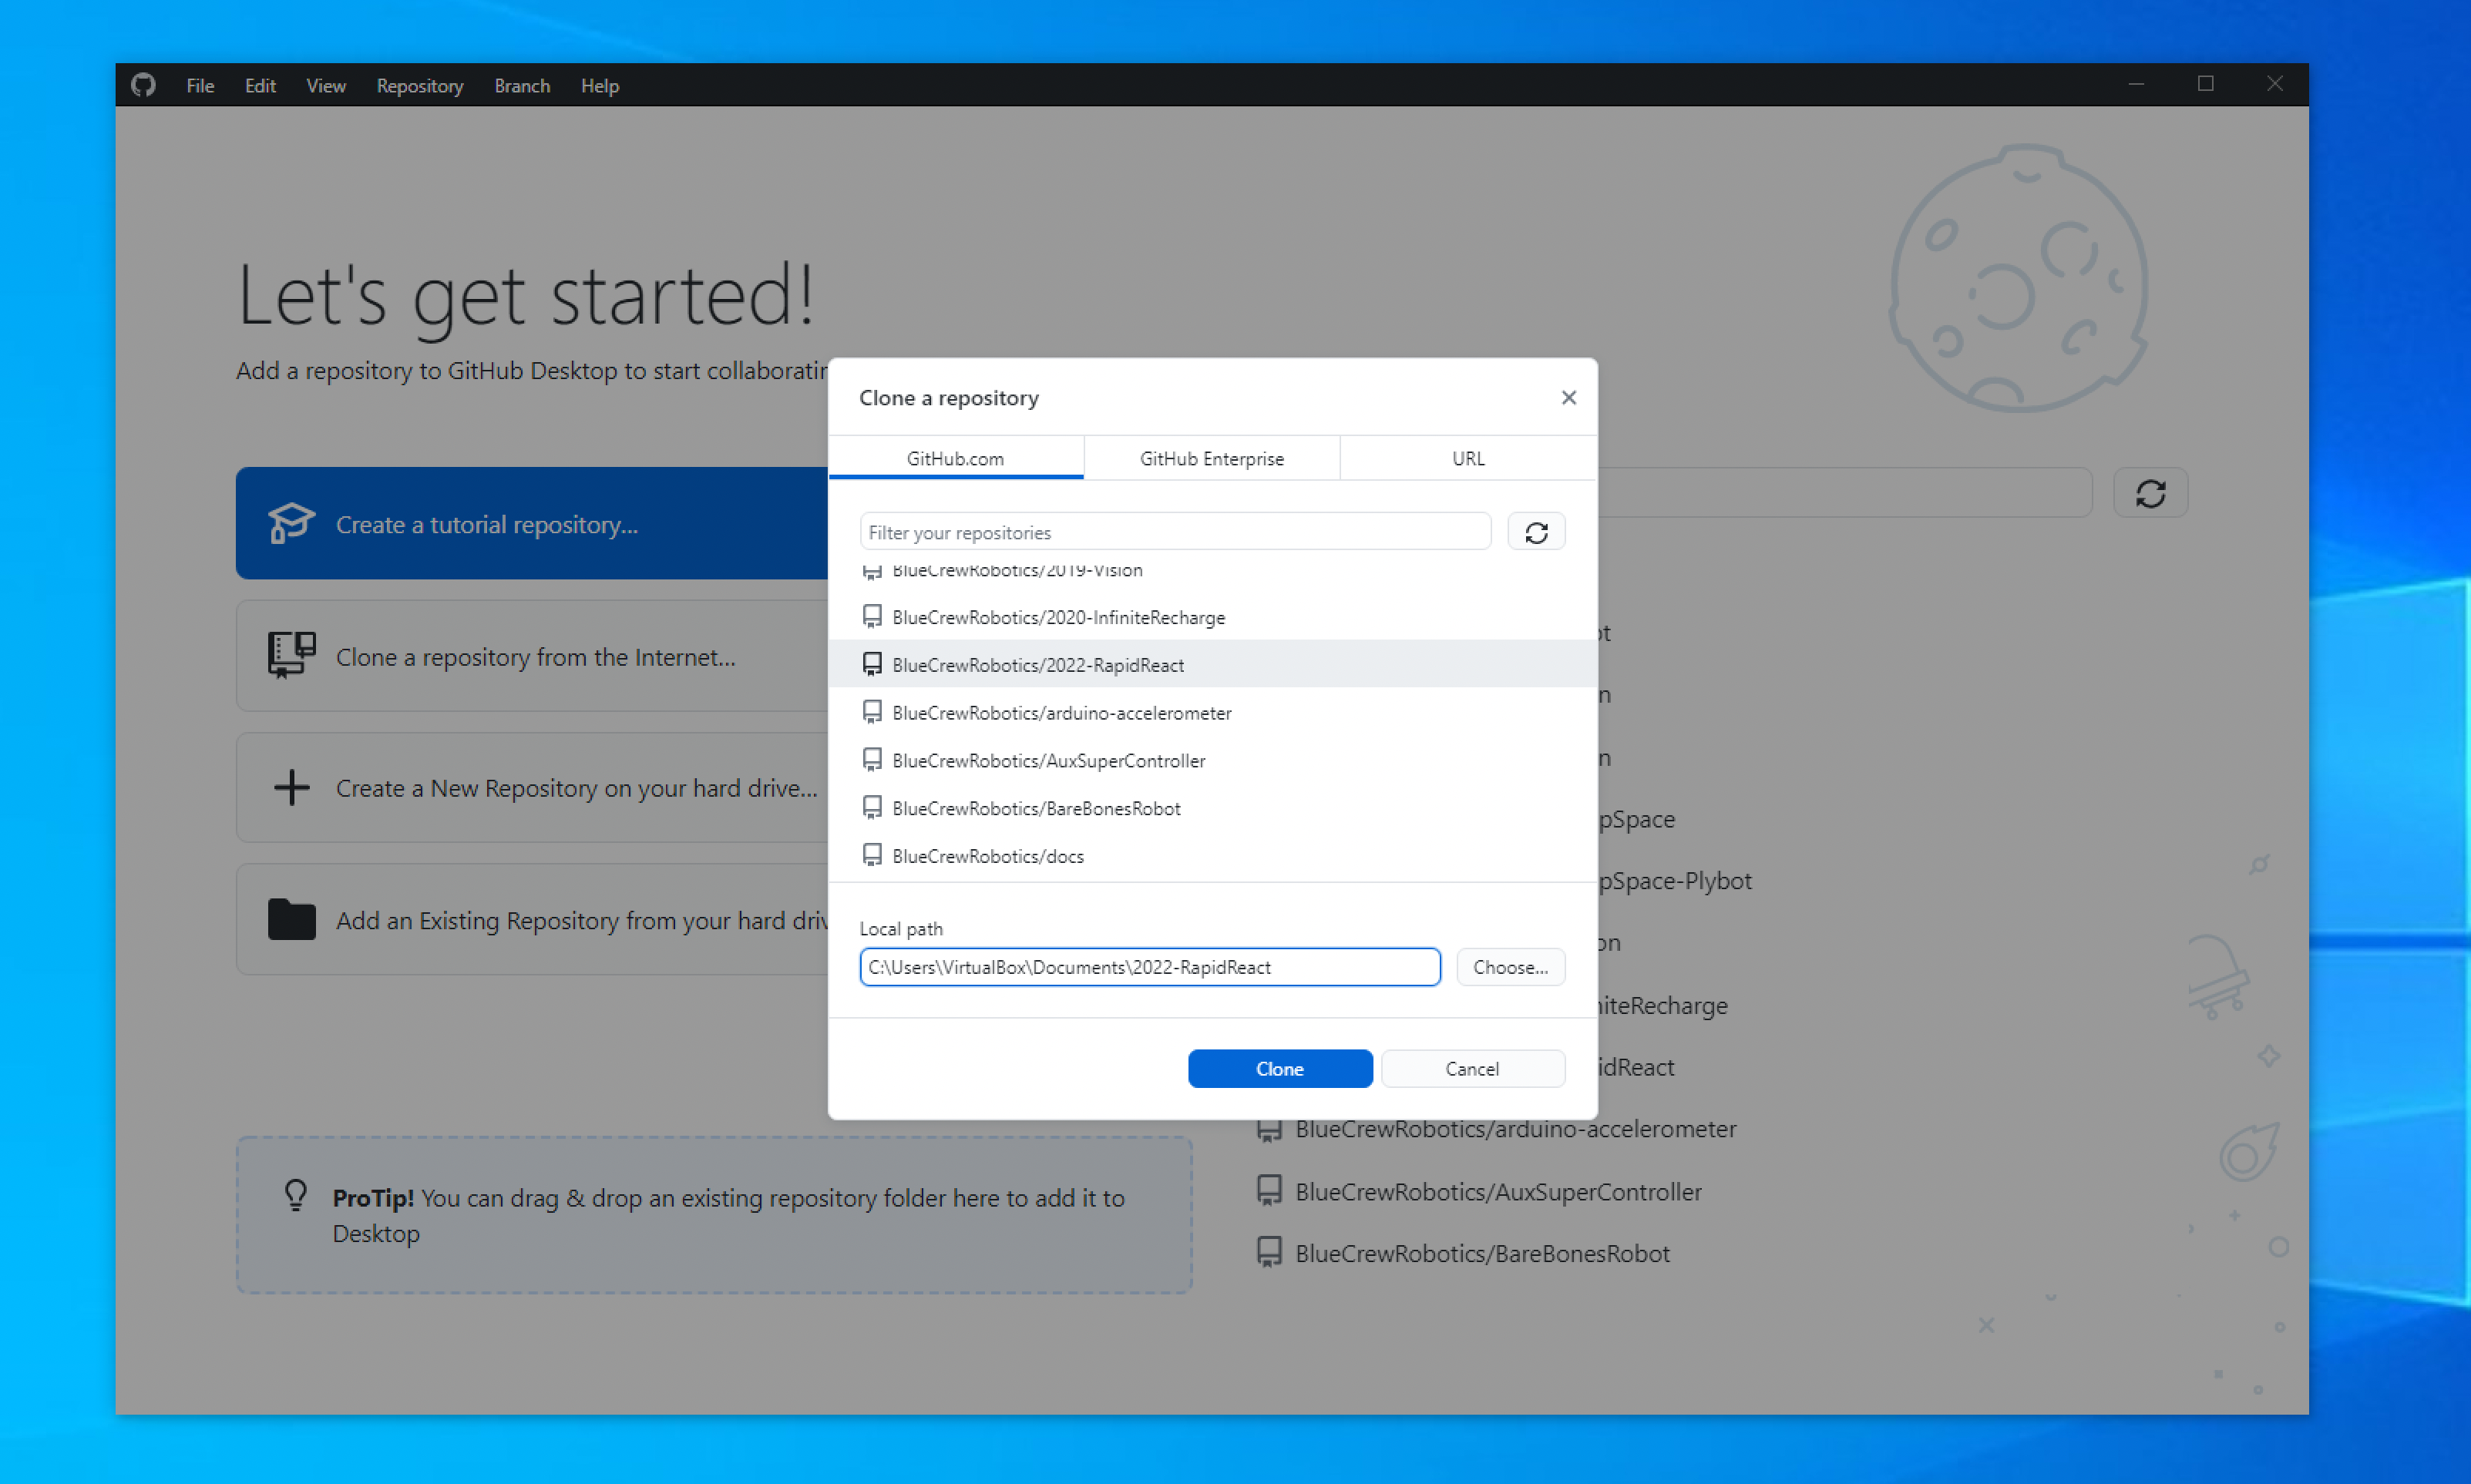 File Edit View Repository Branch Help
Let's get started!
Add a repository to GitHub Desktop to start
Create a tutorial repository...
Clone a repository from the Internet...
Create a New Repository on your hard drive...
Add an Existing Repository from your hard
ProTip! You can drag & drop an existing repository folder here to add it to
Desktop
Clone a repository
GitHub.com GitHub Enterprise URL
Filter your repositories
BlueCrewRobotics/2019-Vision
BlueCrewRobotics/2020-InfiniteRecharge
BlueCrewRobotics/2022-RapidReact
BlueCrewRobotics/arduino-accelerometer
BlueCrewRobotics/AuxSuperController
BlueCrewRobotics/BareBonesRobot
BlueCrewRobotics/docs
Local path
C:\Users\VirtualBox\Documents\2022-RapidReact
Choose...
Clone Cancel
pSpace
pSpace-Plybot
niteRecharge
idReact
BlueCrewRobotics/arduino-accelerometer
BlueCrewRobotics/AuxSuperController
BlueCrewRobotics/BareBonesRobot